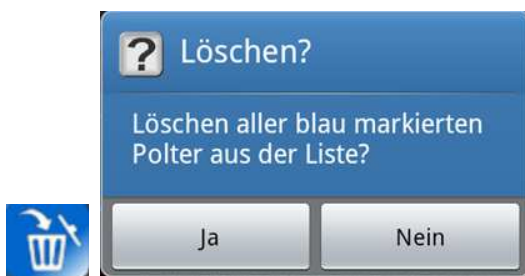 Löschen?
Löschen aller blau markierten
Polter aus der Liste?
Ja
Nein